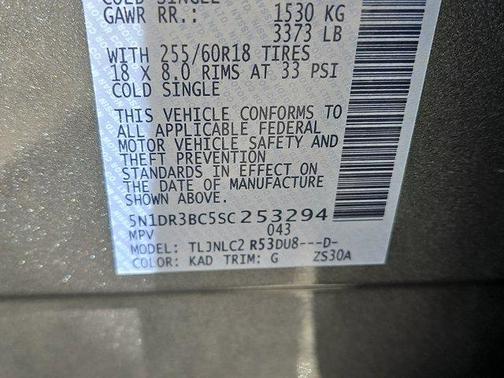 COLD SINGLE
GAWR RR.: 1530 KG
3373 LB
WITH 255/60R18 TIRES
18 X 8.0 RIMS AT 33 PSI
COLD SINGLE
THIS VEHICLE CONFORMS TO
ALL APPLICABLE FEDERAL
MOTOR VEHICLE SAFETY AND
THEFT PREVENTION
STANDARDS IN EFFECT ON
THE DATE OF MANUFACTURE
SHOWN ABOVE.
5N1DR3BC5SC253294
MPV 043
MODEL: TLJNLC2 R53DU8---D-
COLOR: KAD TRIM: G ZS30A